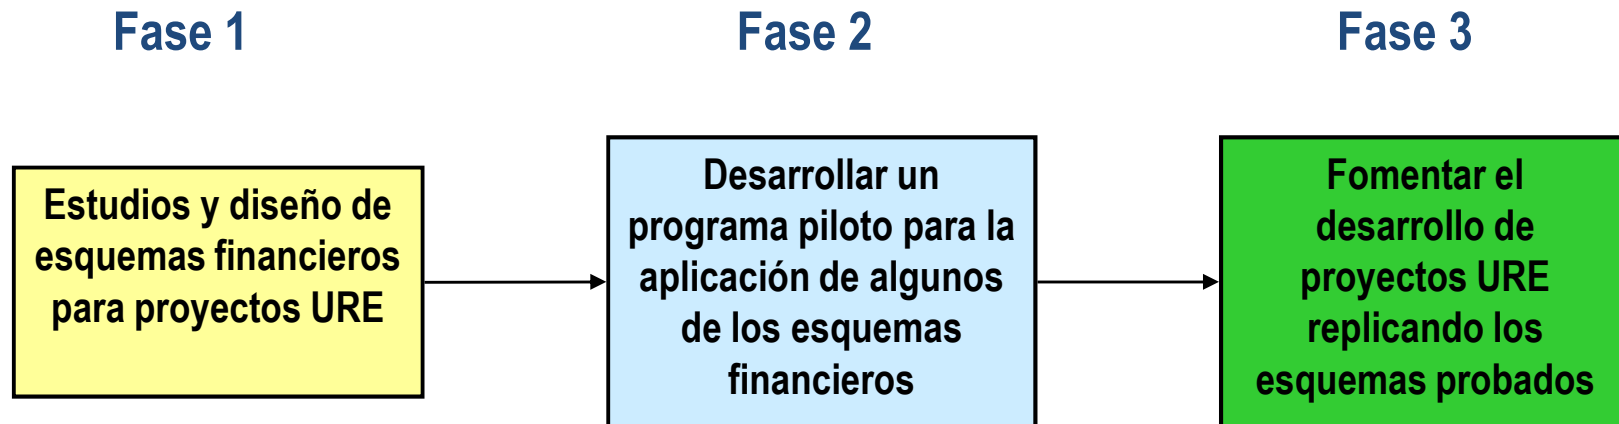 Fase 1
Fase 2
Fase 3
Estudios y diseño de
esquemas financieros
para proyectos URE
Desarrollar un
programa piloto para la
aplicación de algunos
de los esquemas
financieros
Fomentar el
desarrollo de
proyectos URE
replicando los
esquemas probados